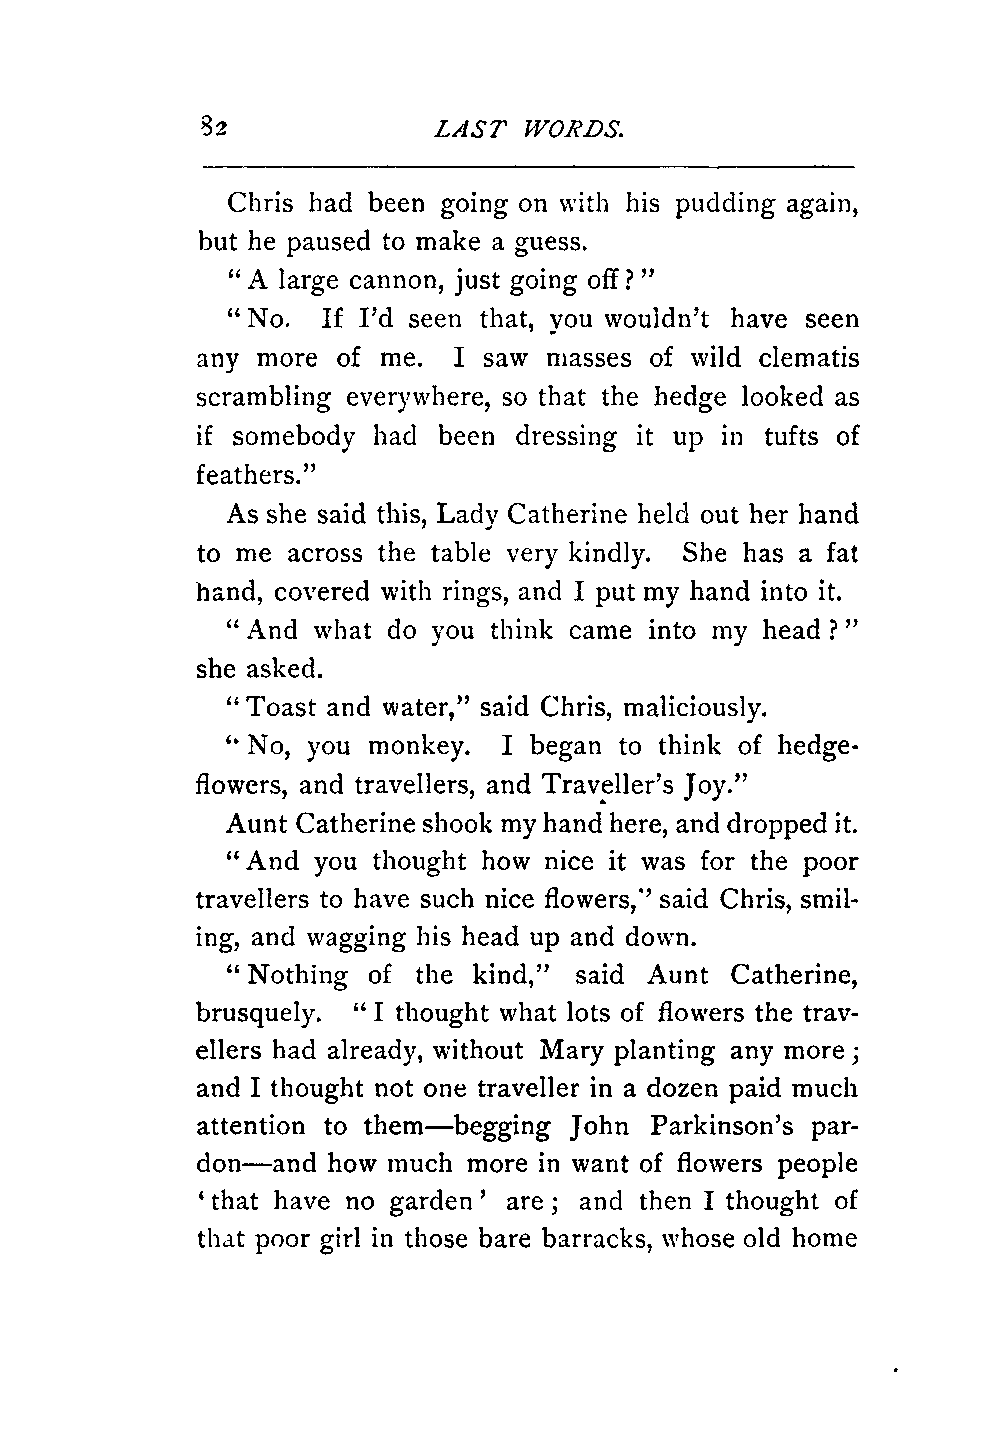 82 LAST WORDS.
Chris had been going on with his pudding again,
but he paused to make a guess.
“A large cannon, just going off?”
“No. If I’d seen that, you wouldn’t have seen
any more of me. I saw masses of wild clematis
scrambling everywhere, so that the hedge looked as
if somebody had been dressing it up in tufts of
feathers.”
As she said this, Lady Catherine held out her hand
to me across the table very kindly. She has a fat
hand, covered with rings, and I put my hand into it.
“And what do you think came into my head?”
she asked.
“Toast and water,” said Chris, maliciously.
“No, you monkey. I began to think of hedge-
flowers, and travellers, and Traveller’s Joy.”
Aunt Catherine shook my hand here, and dropped it.
“And you thought how nice it was for the poor
travellers to have such nice flowers,” said Chris, smil-
ing, and wagging his head up and down.
“Nothing of the kind,” said Aunt Catherine,
brusquely. “I thought what lots of flowers the trav-
ellers had already, without Mary planting any more;
and I thought not one traveller in a dozen paid much
attention to them—begging John Parkinson’s par-
don—and how much more in want of flowers people
‘that have no garden’ are; and then I thought of
that poor girl in those bare barracks, whose old home